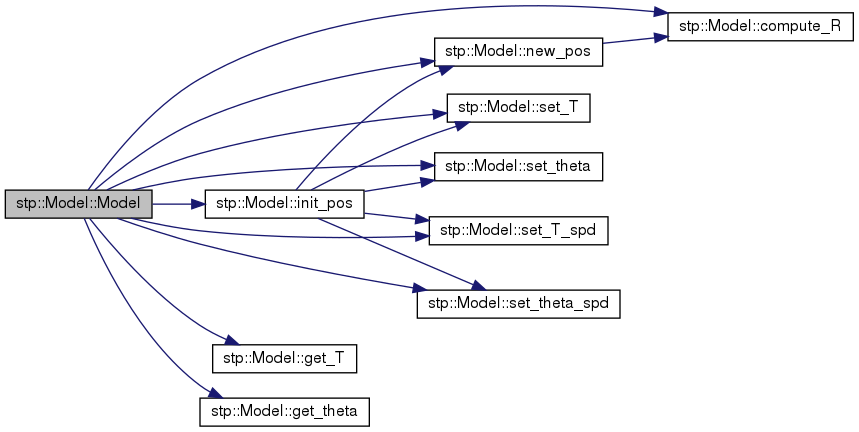 stp::Model::compute_R
stp::Model::new_pos
stp::Model::set_T
stp::Model::set_theta
stp::Model::Model
stp::Model::init_pos
stp::Model::set_T_spd
stp::Model::set_theta_spd
stp::Model::get_T
stp::Model::get_theta